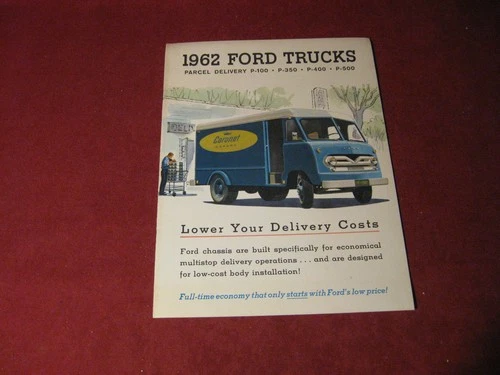 1962 FORD TRUCKS
PARCEL DELIVERY P-100 • P-350 • P-400 • P-500
Coronet
Lower Your Delivery Costs
Ford chassis are built specifically for economical
multistop delivery operations . . . and are designed
for low-cost body installation!
Full-time economy that only starts with Ford's low price!